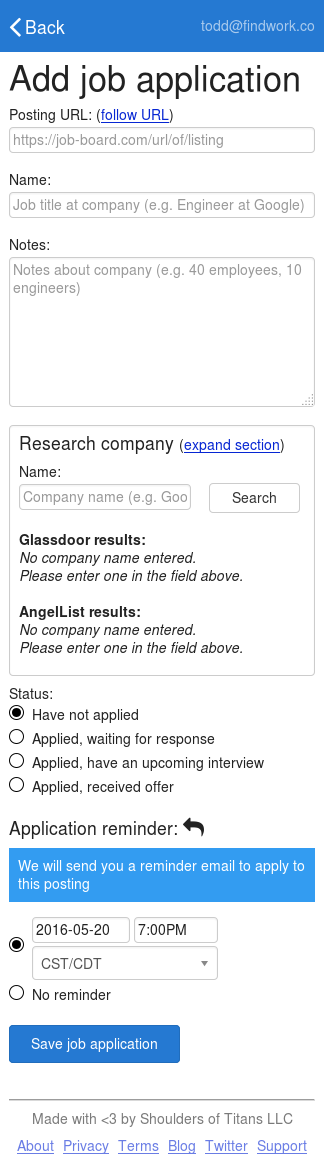 Back
todd@findwork.co
Add job application
Posting URL: (follow URL)
https://job-board.com/url/of/listing
Name:
Job title at company (e.g. Engineer at Google)
Notes:
Notes about company (e.g. 40 employees, 10
engineers)
Research company (expand section)
Name:
Company name (e.g. Goo
Search
Glassdoor results:
No company name entered.
Please enter one in the field above.
AngelList results:
No company name entered.
Please enter one in the field above.
Status:
Have not applied
Applied, waiting for response
Applied, have an upcoming interview
Applied, received offer
Application reminder:
We will send you a reminder email to apply to
this posting
2016-05-20 7:00PM
CST/CDT
No reminder
Save job application
Made with <3 by Shoulders of Titans LLC
About Privacy Terms Blog Twitter Support